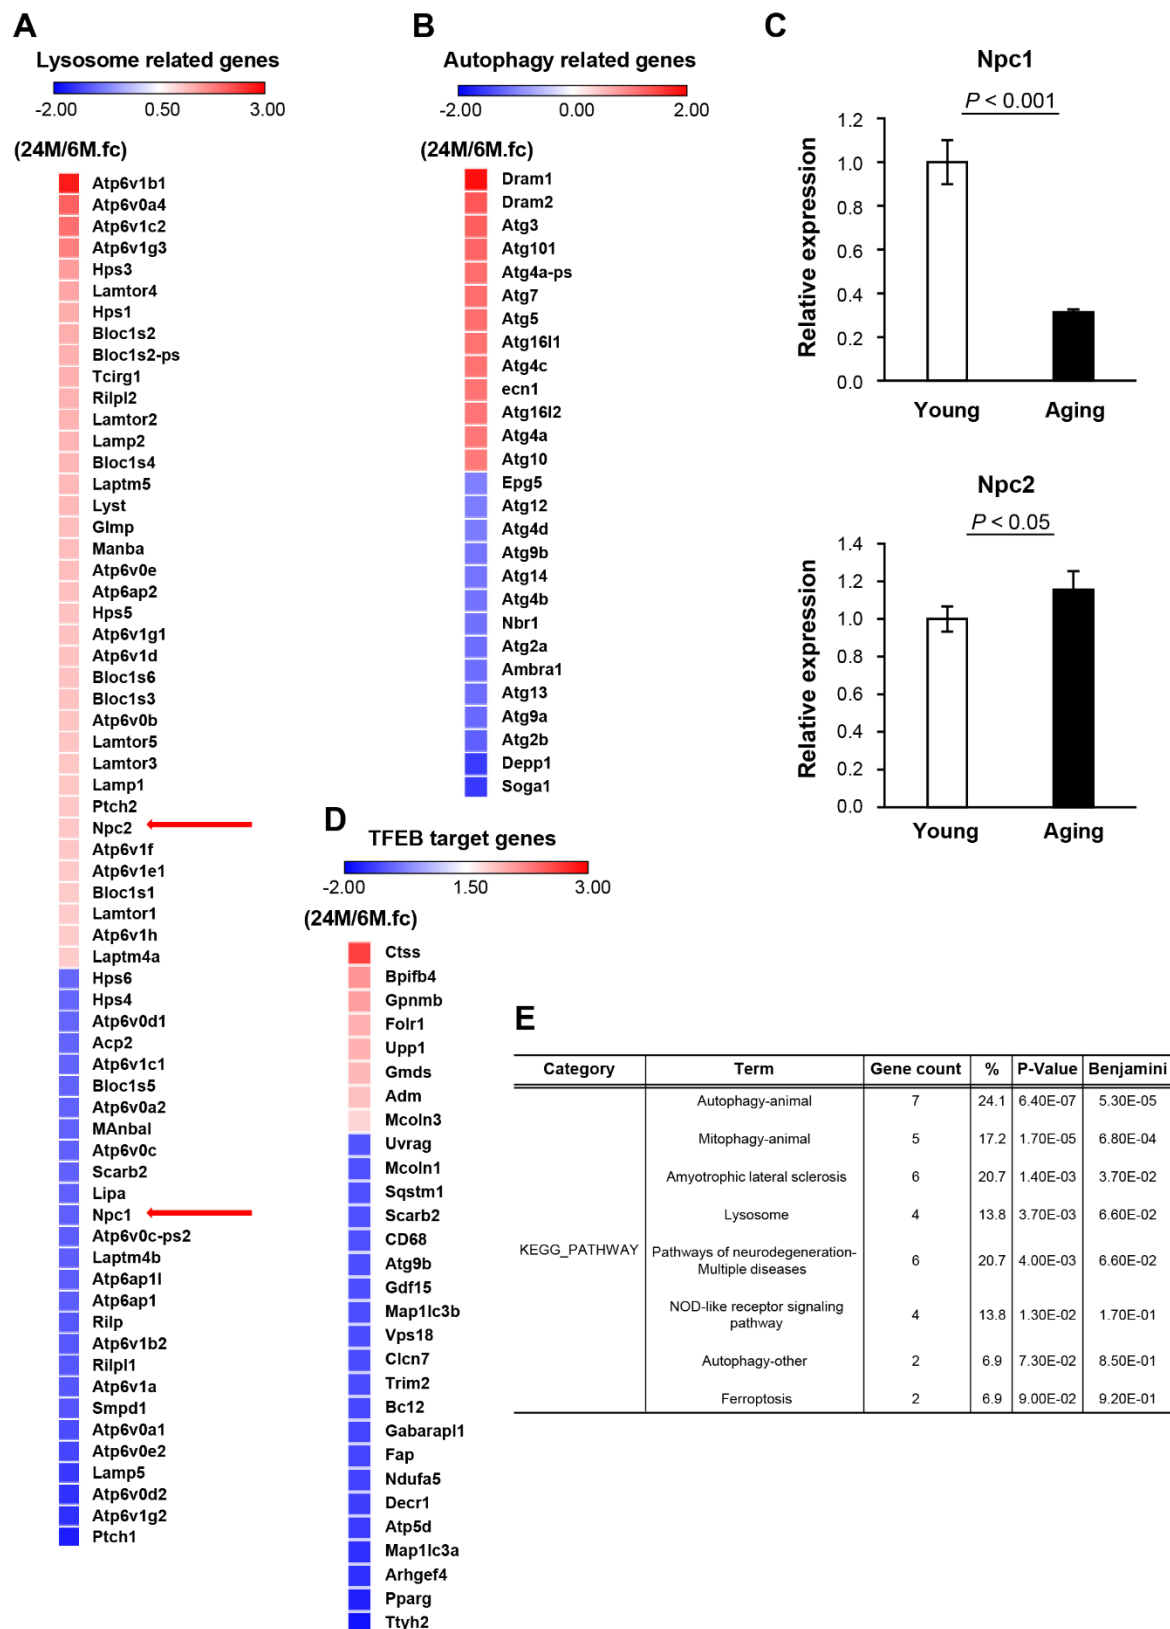 A
Lysosome related genes
-2.00 0.50 3.00
(24M/6M.fc)
Atp6v1b1
Atp6v0a4
Atp6v1c2
Atp6v1g3
Hps3
Lamtor4
Hps1
Bloc1s2
Bloc1s2-ps
Tcirg1
Rilpl2
Lamtor2
Lamp2
Bloc1s4
Laptm5
Lyst
Glmp
Manba
Atp6v0e
Atp6ap2
Hps5
Atp6v1g1
Atp6v1d
Bloc1s6
Bloc1s3
Atp6v0b
Lamtor5
Lamtor3
Lamp1
Ptch2
Npc2
Atp6v1f
Atp6v1e1
Bloc1s1
Lamtor1
Atp6v1h
Laptm4a
Hps6
Hps4
Atp6v0d1
Acp2
Atp6v1c1
Bloc1s5
Atp6v0a2
MAnbal
Atp6v0c
Scarb2
Lipa
Npc1
Atp6v0c-ps2
Laptm4b
Atp6ap1l
Atp6ap1
Rilp
Atp6v1b2
Rilpl1
Atp6v1a
Smpd1
Atp6v0a1
Atp6v0e2
Lamp5
Atp6v0d2
Atp6v1g2
Ptch1
B
Autophagy related genes
-2.00 0.00 2.00
(24M/6M.fc)
Dram1
Dram2
Atg3
Atg101
Atg4a-ps
Atg7
Atg5
Atg16l1
Atg4c
ecn1
Atg16l2
Atg4a
Atg10
Epg5
Atg12
Atg4d
Atg9b
Atg14
Atg4b
Nbr1
Atg2a
Ambra1
Atg13
Atg9a
Atg2b
Depp1
Soga1
C
Npc1
P < 0.001
Relative expression
1.2
1.0
0.8
0.6
0.4
0.2
0.0
Young Aging
Npc2
P < 0.05
Relative expression
1.4
1.2
1.0
0.8
0.6
0.4
0.2
0.0
Young Aging
D
TFEB target genes
-2.00 1.50 3.00
(24M/6M.fc)
Ctss
Bpifb4
Gpnmb
Folr1
Upp1
Gmds
Adm
Mcoln3
Uvrag
Mcoln1
Sqstm1
Scarb2
CD68
Atg9b
Gdf15
Map1lc3b
Vps18
Clcn7
Trim2
Bc12
Gabarapl1
Fap
Ndufa5
Decr1
Atp5d
Map1lc3a
Arhgef4
Pparg
Ttyh2
E
Category Term Gene count % P-Value Benjamini
KEGG_PATHWAY
Autophagy-animal 7 24.1 6.40E-07 5.30E-05
Mitophagy-animal 5 17.2 1.70E-05 6.80E-04
Amyotrophic lateral sclerosis 6 20.7 1.40E-03 3.70E-02
Lysosome 4 13.8 3.70E-03 6.60E-02
Pathways of neurodegeneration-
Multiple diseases 6 20.7 4.00E-03 6.60E-02
NOD-like receptor signaling
pathway 4 13.8 1.30E-02 1.70E-01
Autophagy-other 2 6.9 7.30E-02 8.50E-01
Ferroptosis 2 6.9 9.00E-02 9.20E-01